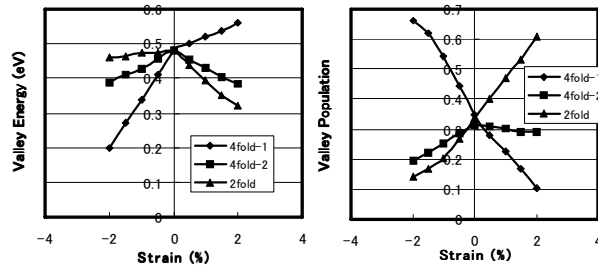 0.6
0.5
0.4
0.3
0.2
0.1
0
-4
-2
0
2
4
Valley Energy (eV)
Strain (%)
4fold-1
4fold-2
2fold
0.7
0.6
0.5
0.4
0.3
0.2
0.1
0
-4
-2
0
2
4
Valley Population
Strain (%)
4fold-1
4fold-2
2fold